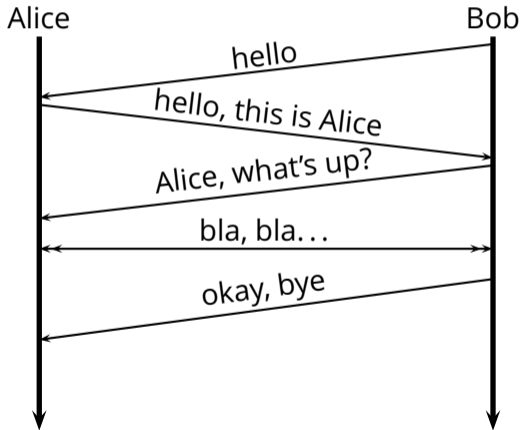 Alice
Bob
hello
hello, this is Alice
Alice, what’s up?
bla, bla…
okay, bye